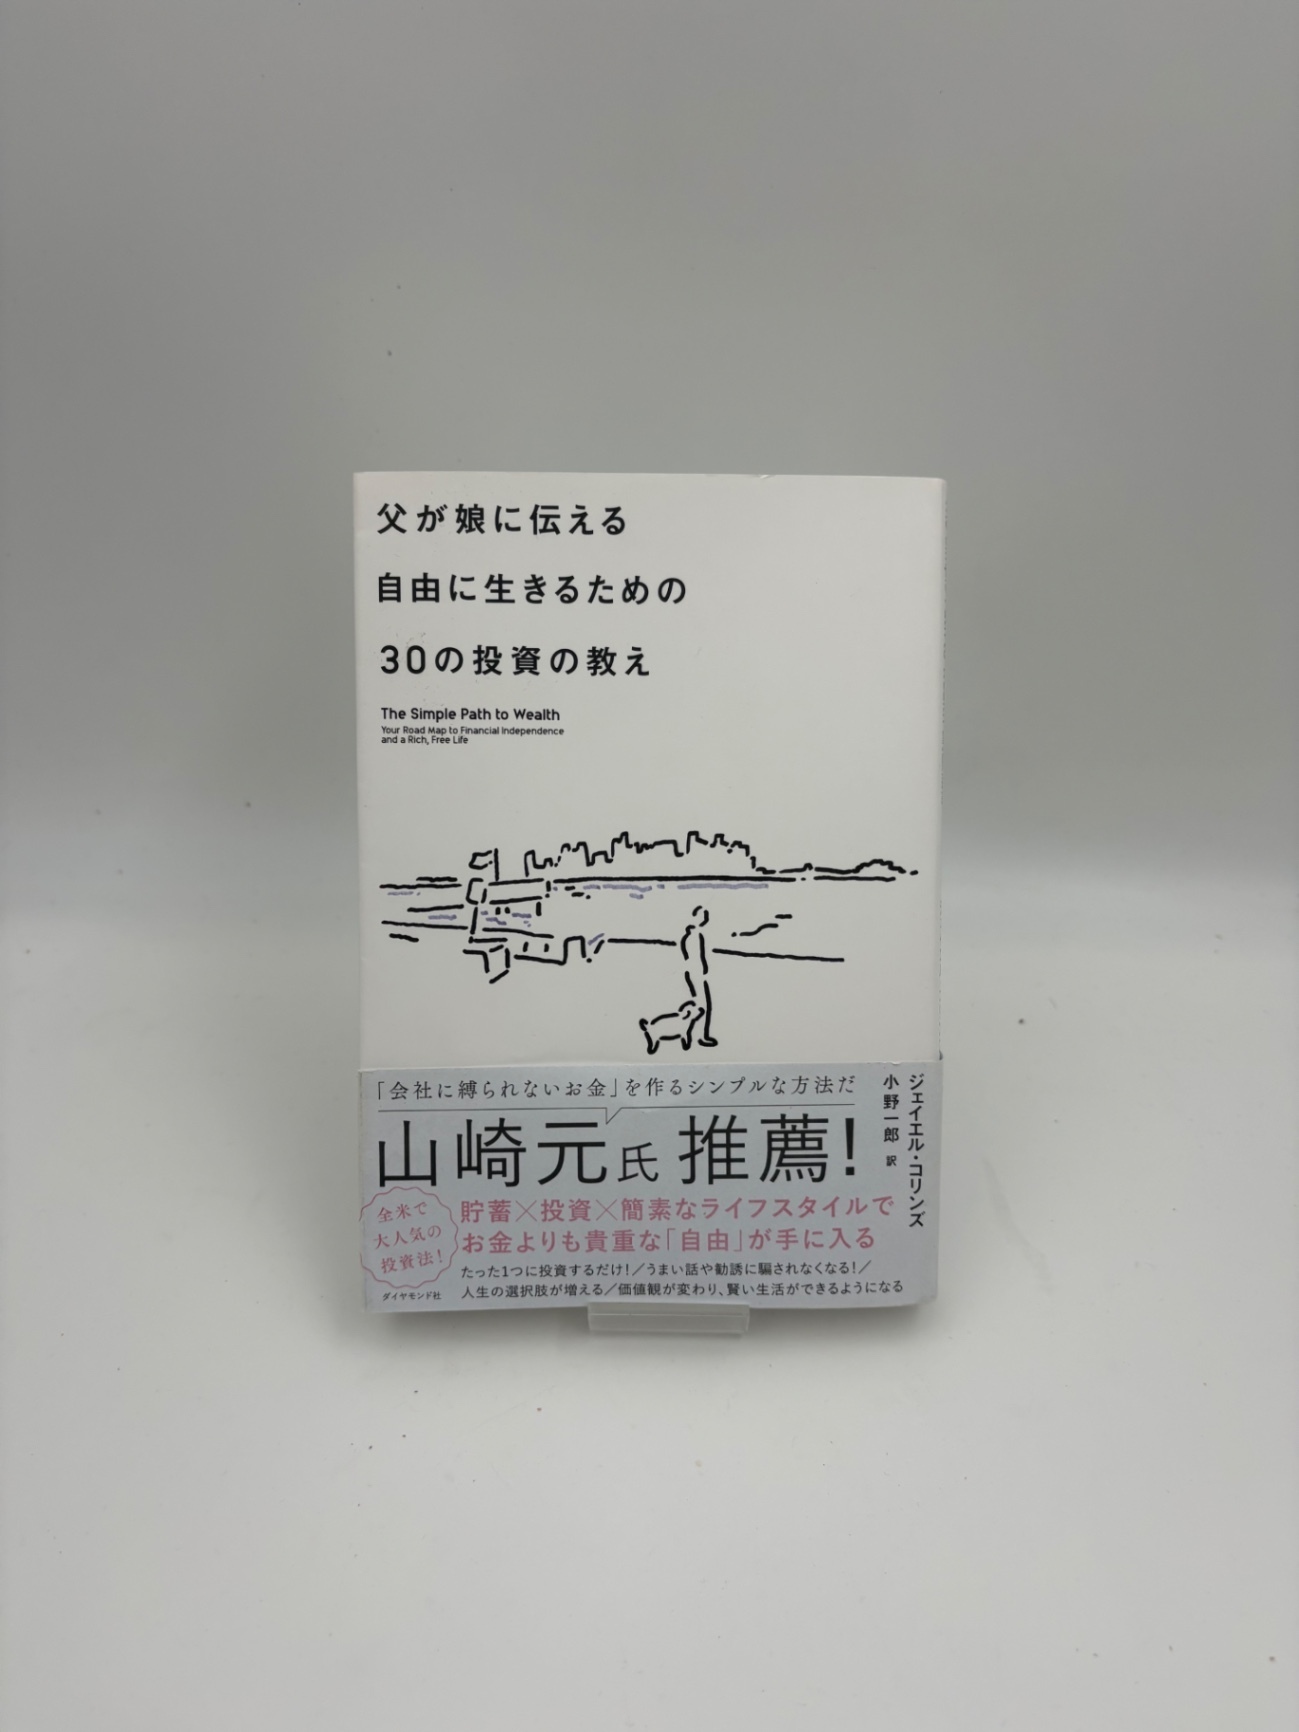 父が娘に伝える
自由に生きるための
30の投資の教え
The Simple Path to Wealth
Your Road Map to Financial Independence
and a Rich, Free Life
「会社に縛られないお金」を作るシンプルな方法だ
山崎元氏 推薦!
ジェイエル・コリンズ
小野一郎 訳
全米で
大人気の
投資法!
貯蓄×投資×簡素なライフスタイルで
お金よりも貴重な「自由」が手に入る
たった1つに投資するだけ!/うまい話や勧誘に騙されなくなる!/
人生の選択肢が増える/価値観が変わり、賢い生活ができるようになる
ダイヤモンド社